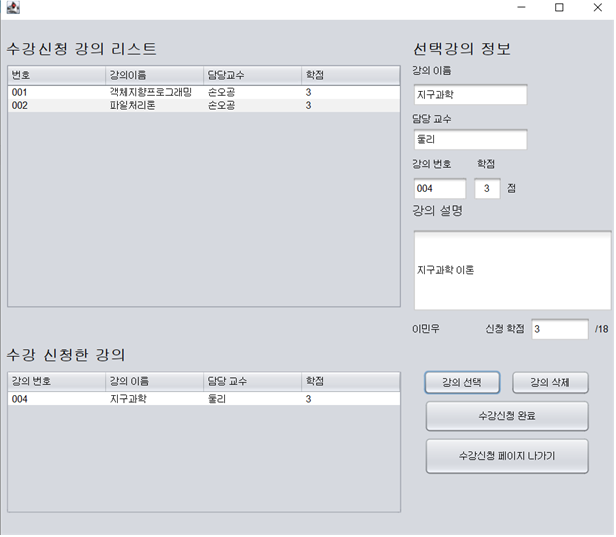 수강신청 강의 리스트
번호 강의이름 담당교수 학점
001 객체지향프로그래밍 손오공 3
002 파일처리론 손오공 3
선택강의 정보
강의 이름
지구과학
담당 교수
둘리
강의 번호 학점
004 3 점
강의 설명
지구과학 이론
이민우 신청 학점 3 /18
수강 신청한 강의
강의 번호 강의 이름 담당 교수 학점
004 지구과학 둘리 3
강의 선택 강의 삭제
수강신청 완료
수강신청 페이지 나가기